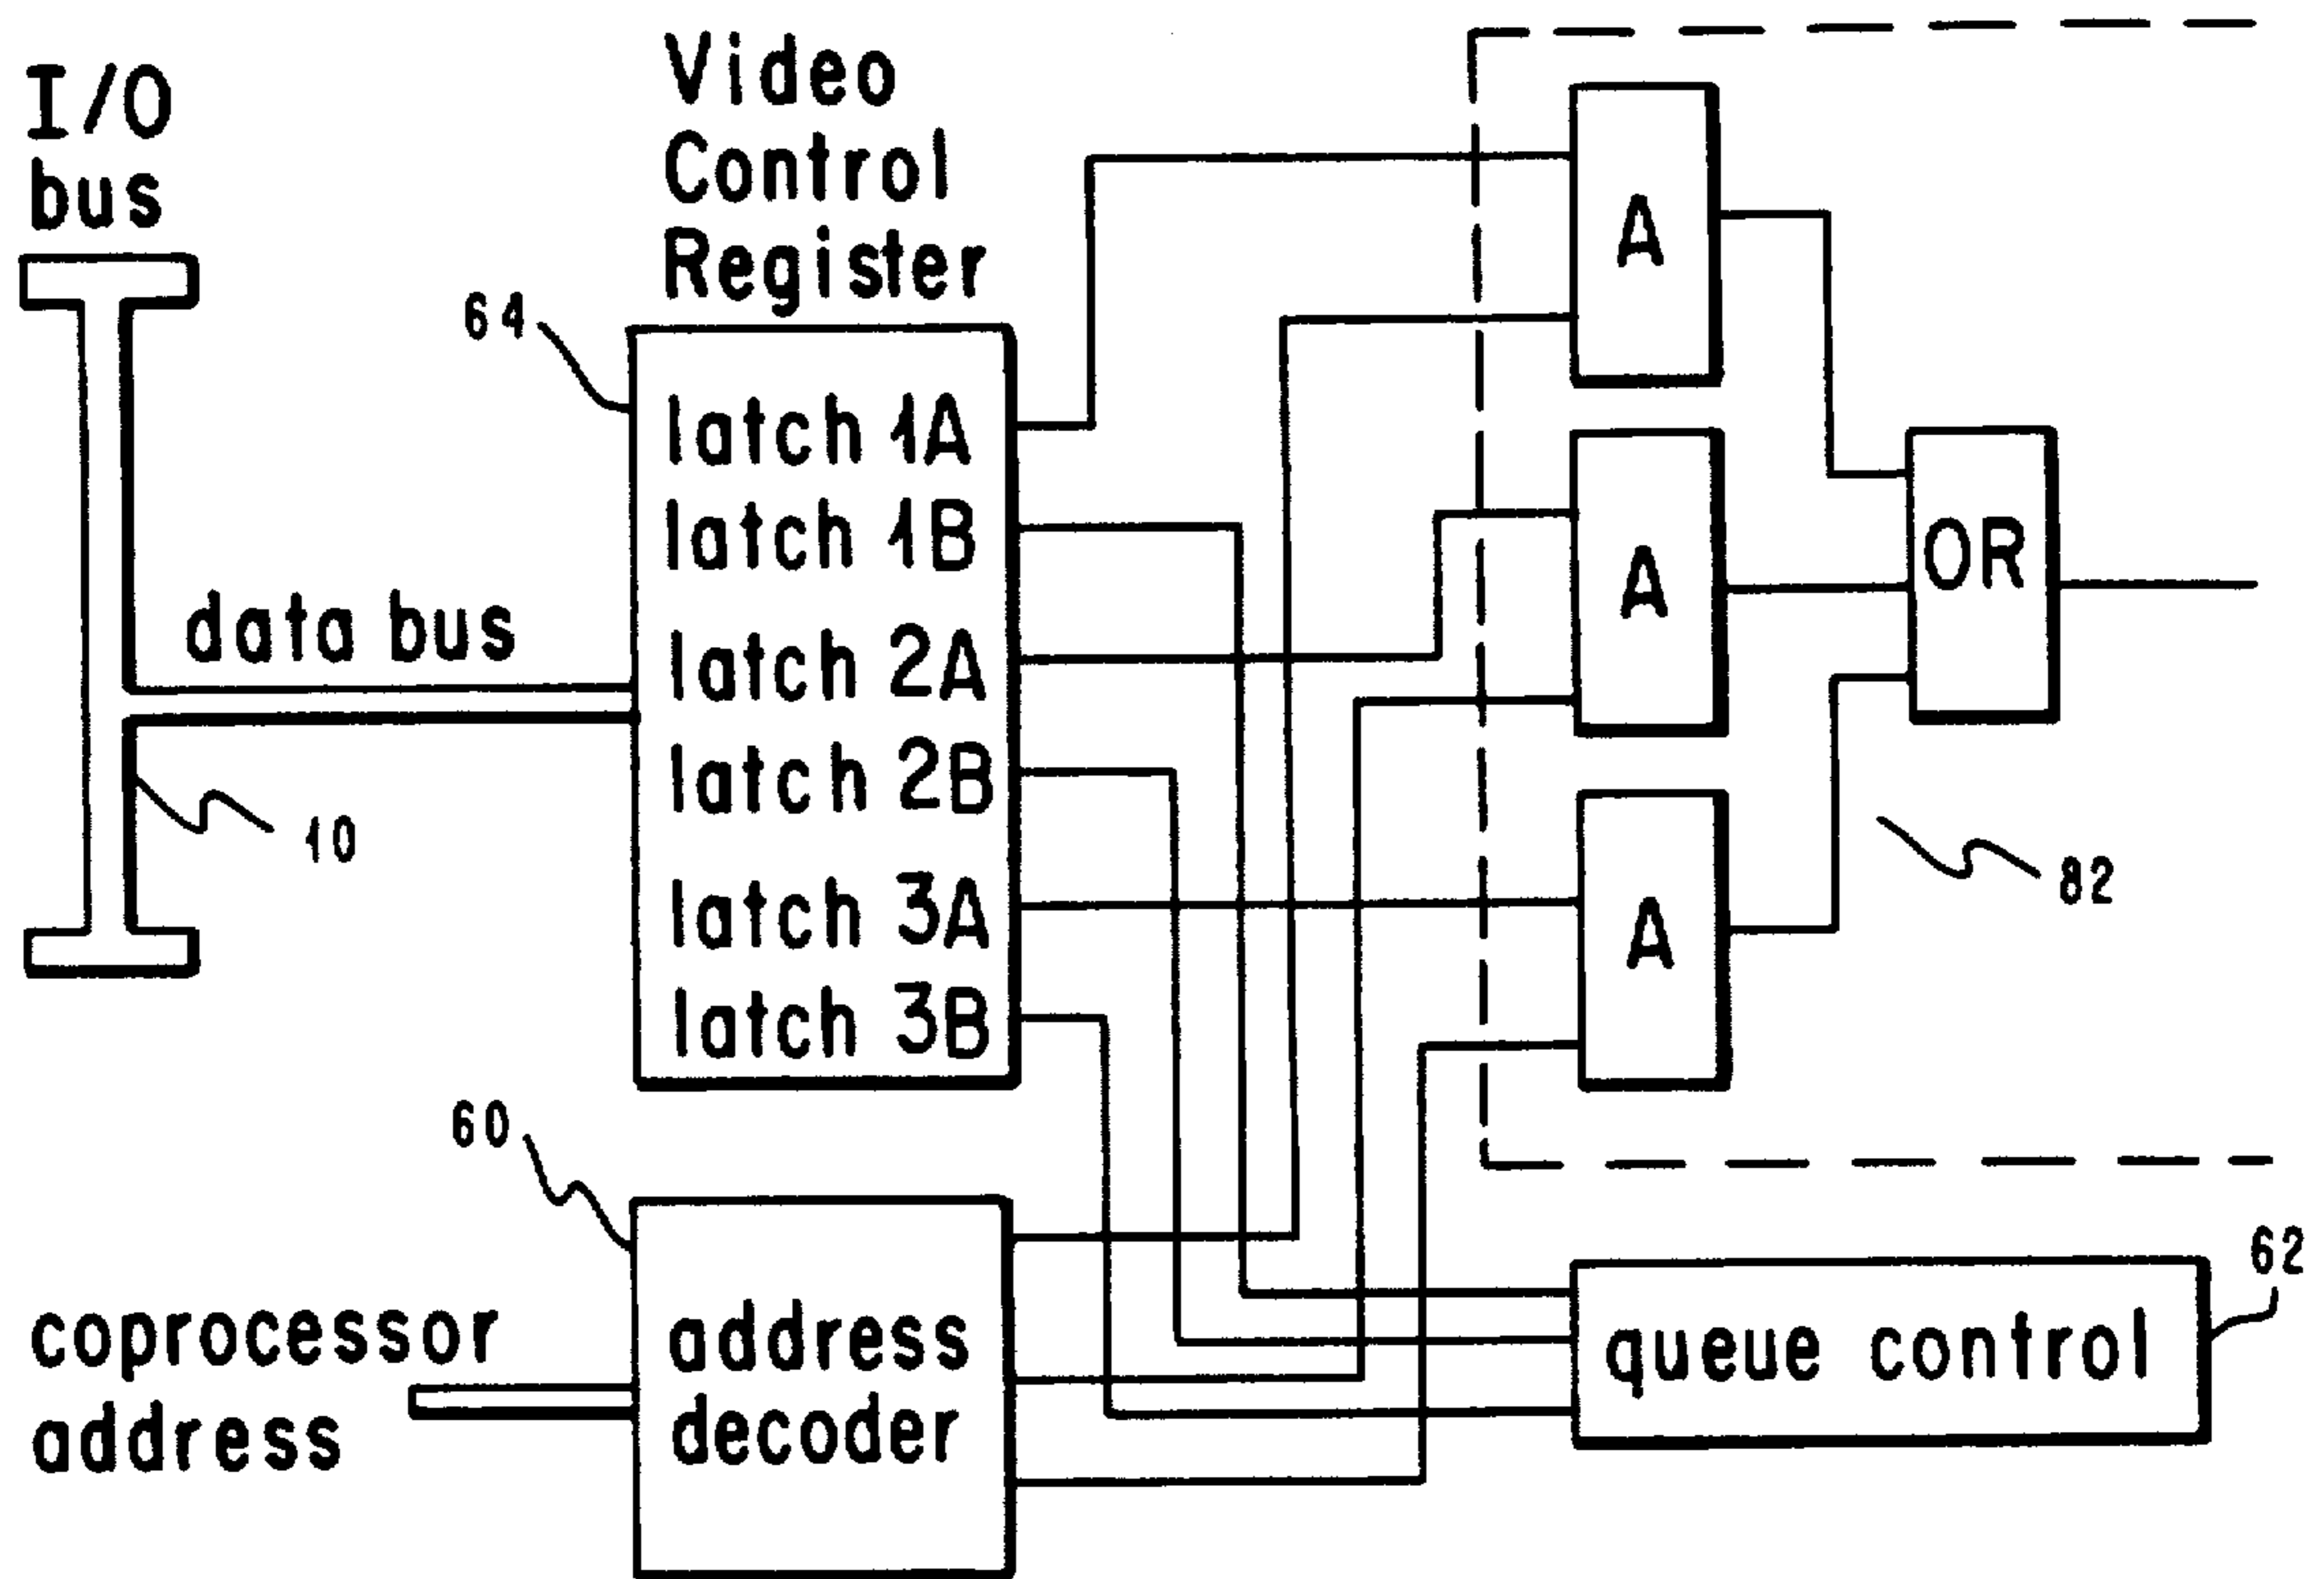 I/O
bus
Video
Control
Register
64
latch 1A
latch 1B
latch 2A
latch 2B
latch 3A
latch 3B
data bus
10
A
A
A
OR
82
60
coprocessor
address
address
decoder
queue control
62